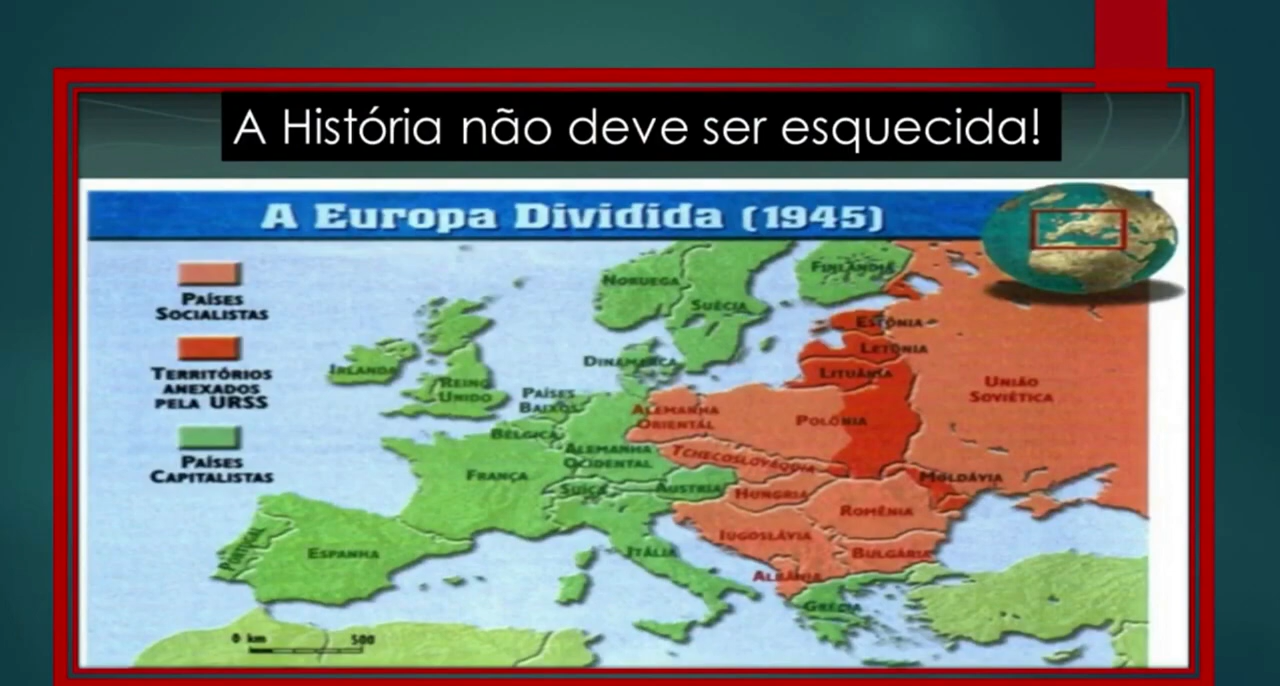 A História não deve ser esquecida!
A EUROPA DIVIDIDA (1945)
PAÍSES
SOCIALISTAS
TERRITÓRIOS
ANEXADOS
PELA URSS
PAÍSES
CAPITALISTAS
NORUEGA
SUÉCIA
FINLÂNDIA
ESTÔNIA
LETÔNIA
LITUÂNIA
UNIÃO
SOVIÉTICA
DINAMARCA
IRLANDA
REINO
UNIDO
PAÍSES
BAIXOS
BÉLGICA
ALEMANHA
ORIENTAL
POLÔNIA
ALEMANHA
OCIDENTAL
TCHECOSLOVÁQUIA
FRANÇA
SUÍÇA
ÁUSTRIA
HUNGRIA
MOLDÁVIA
ROMÊNIA
IUGOSLÁVIA
BULGÁRIA
PORTUGAL
ESPANHA
ITÁLIA
ALBÂNIA
GRÉCIA
0 km 500